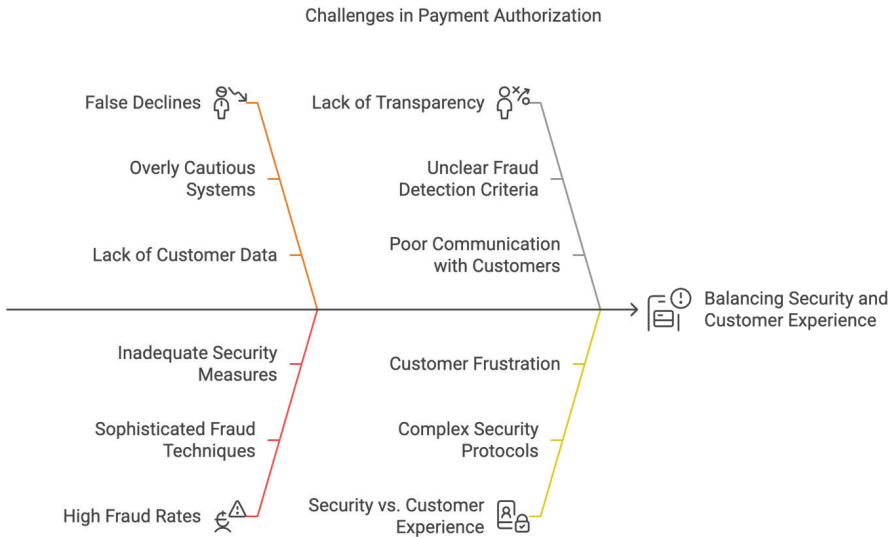 Challenges in Payment Authorization
False Declines
Overly Cautious
Systems
Lack of Customer Data
Lack of Transparency
Unclear Fraud
Detection Criteria
Poor Communication
with Customers
Balancing Security and
Customer Experience
Inadequate Security
Measures
Sophisticated Fraud
Techniques
High Fraud Rates
Customer Frustration
Complex Security
Protocols
Security vs. Customer
Experience